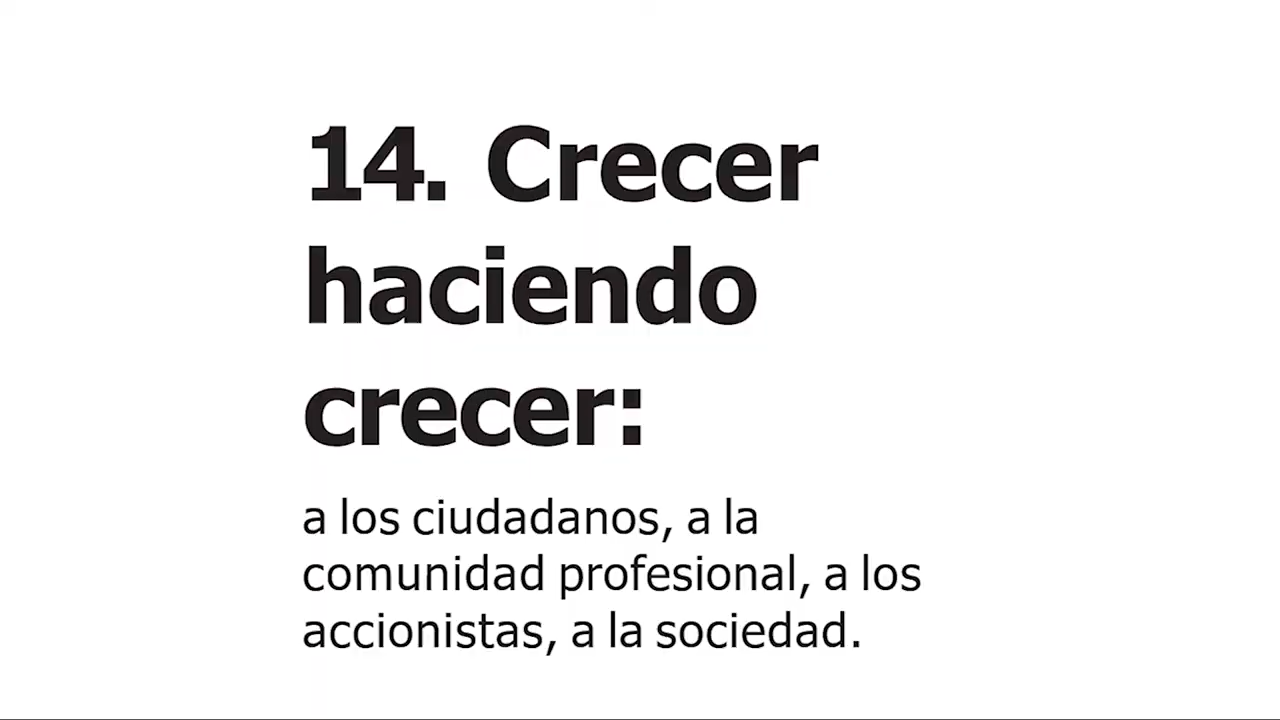 14. Crecer
haciendo
crecer:
a los ciudadanos, a la
comunidad profesional, a los
accionistas, a la sociedad.